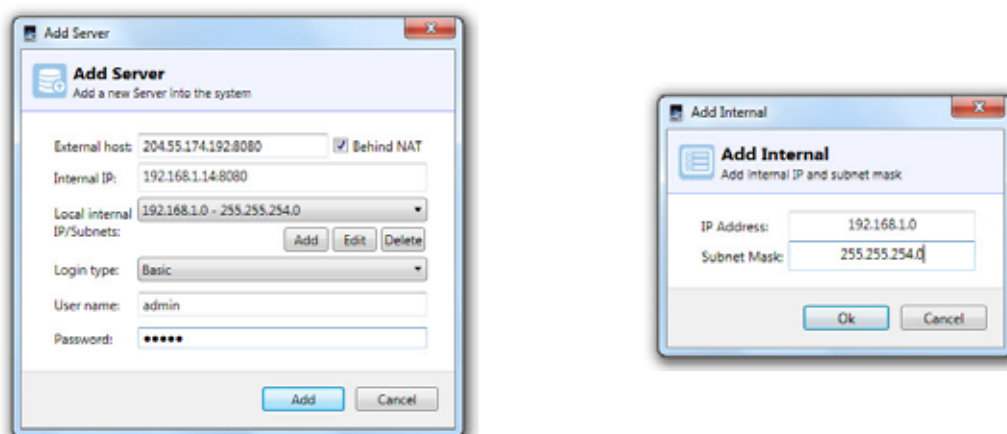 Add Server
Add Server
Add a new Server into the system
External host: 204.55.174.192:8080 Behind NAT
Internal IP: 192.168.1.14:8080
Local internal IP/Subnets: 192.168.1.0 - 255.255.254.0
Add Edit Delete
Login type: Basic
User name: admin
Password: •••••
Add Cancel
Add Internal
Add Internal
Add internal IP and subnet mask
IP Address: 192.168.1.0
Subnet Mask: 255.255.254.0
Ok Cancel